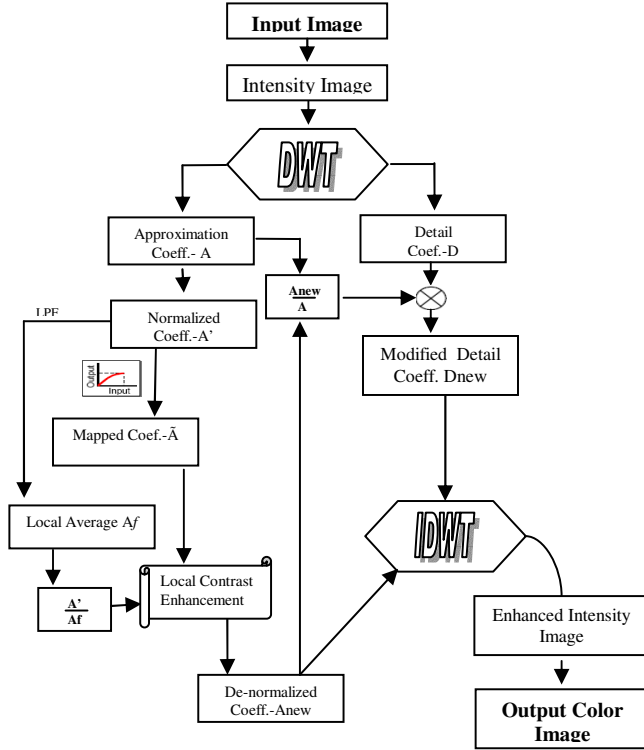 Input Image
Intensity Image
DWT
Approximation
Coeff.- A
Detail
Coef.-D
Anew
A
LPF
Normalized
Coeff.-A’
Modified Detail
Coeff. Dnew
Output
Input
Mapped Coef.-Ã
Local Average Af
IDWT
A’
Af
Local Contrast
Enhancement
Enhanced Intensity
Image
De-normalized
Coeff.-Anew
Output Color
Image